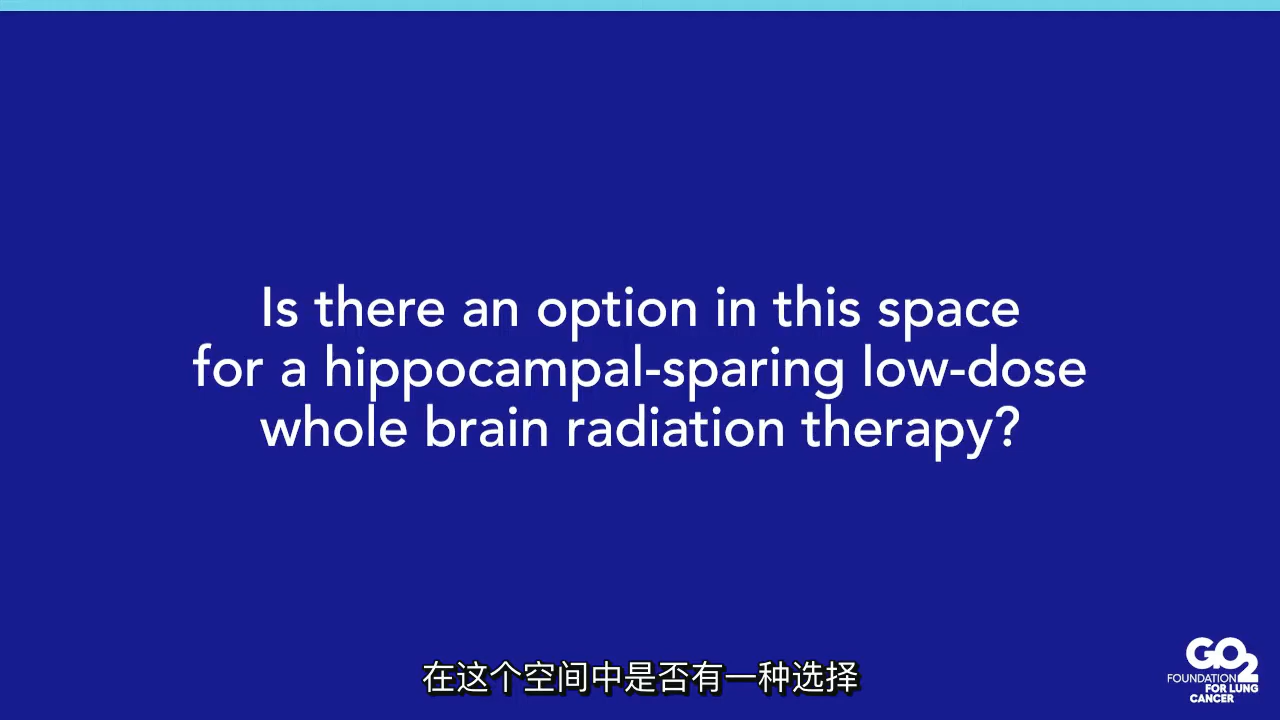 Is there an option in this space
for a hippocampal-sparing low-dose
whole brain radiation therapy?
在这个空间中是否有一种选择
GO2
FOUNDATION
FOR LUNG
CANCER